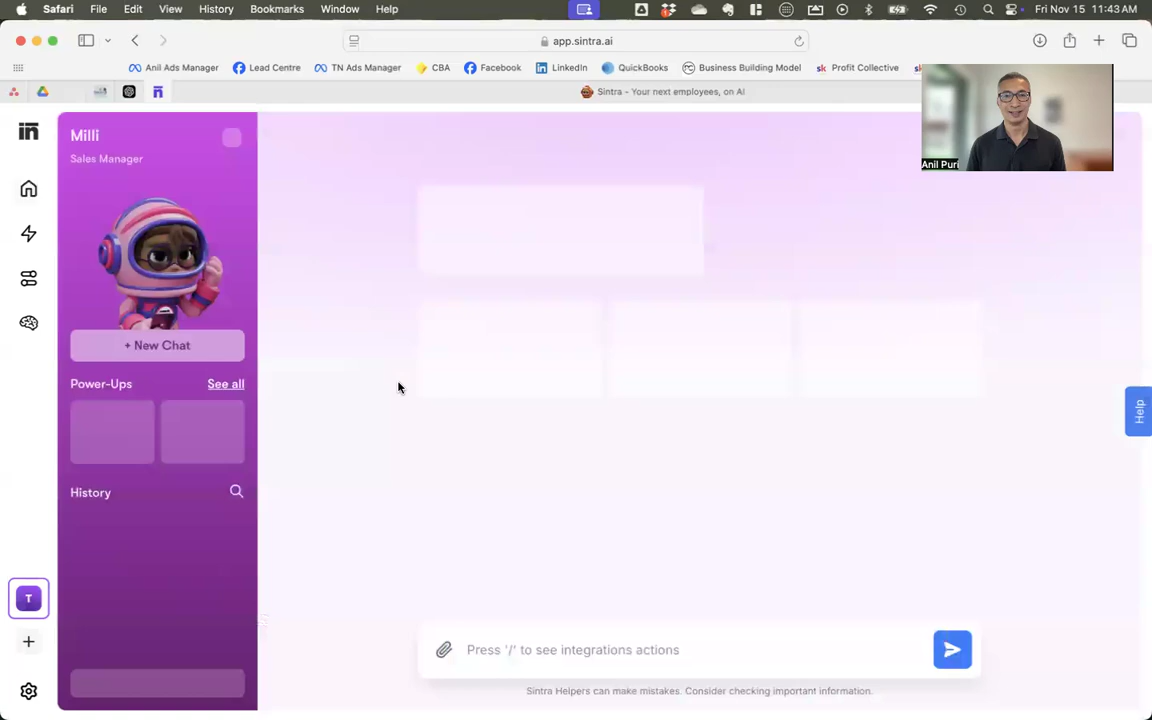 Safari File Edit View History Bookmarks Window Help Fri Nov 15 11:43 AM
app.sintra.ai
Anil Ads Manager Lead Centre TN Ads Manager CBA Facebook LinkedIn QuickBooks Business Building Model Profit Collective
Sintra - Your next employees, on AI
Anil Puri
Milli
Sales Manager
+ New Chat
Power-Ups See all
History
T
Help
Press '/' to see integrations actions
Sintra Helpers can make mistakes. Consider checking important information.